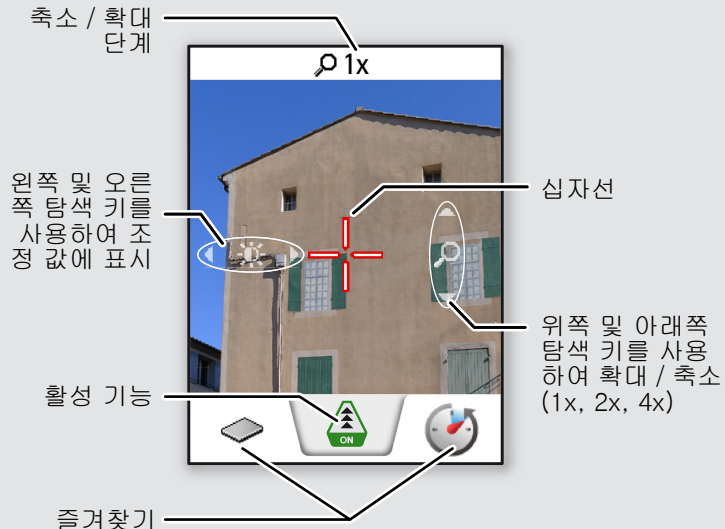 축소 / 확대
단계
1x
왼쪽 및 오른
쪽 탐색 키를
사용하여 조
정 값에 표시
십자선
위쪽 및 아래쪽
탐색 키를 사용
하여 확대 / 축소
(1x, 2x, 4x)
활성 기능
ON
즐겨찾기